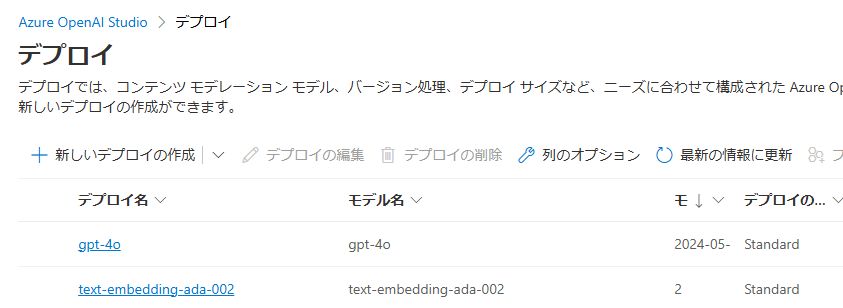 Azure OpenAI Studio > デプロイ
デプロイ
デプロイでは、コンテンツ モデレーション モデル、バージョン処理、デプロイ サイズなど、ニーズに合わせて構成された Azure Op
新しいデプロイの作成ができます。
新しいデプロイの作成 デプロイの編集 デプロイの削除 列のオプション 最新の情報に更新 プ
デプロイ名 モデル名 モ ↓ デプロイの...
gpt-4o gpt-4o 2024-05- Standard
text-embedding-ada-002 text-embedding-ada-002 2 Standard